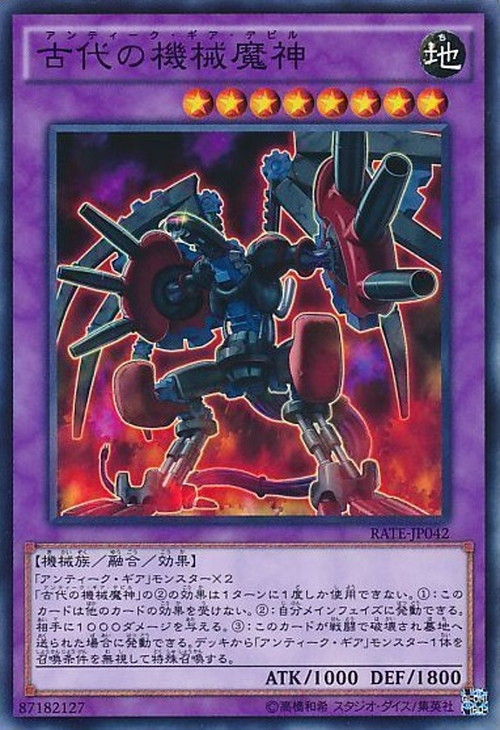 アンティーク・ギア・デビル
古代の機械魔神
ち
地
RATE-JP042
【機械族／融合／効果】
「アンティーク・ギア」モンスター×2
「古代の機械魔神」の②の効果は1ターンに1度しか使用できない。①：この
カードは他のカードの効果を受けない。②：自分メインフェイズに発動できる。
相手に1000ダメージを与える。③：このカードが戦闘で破壊され墓地へ
送られた場合に発動できる。デッキから「アンティーク・ギア」モンスター1体を
召喚条件を無視して特殊召喚する。
ATK/1000 DEF/1800
87182127 ©高橋和希 スタジオ・ダイス/集英社